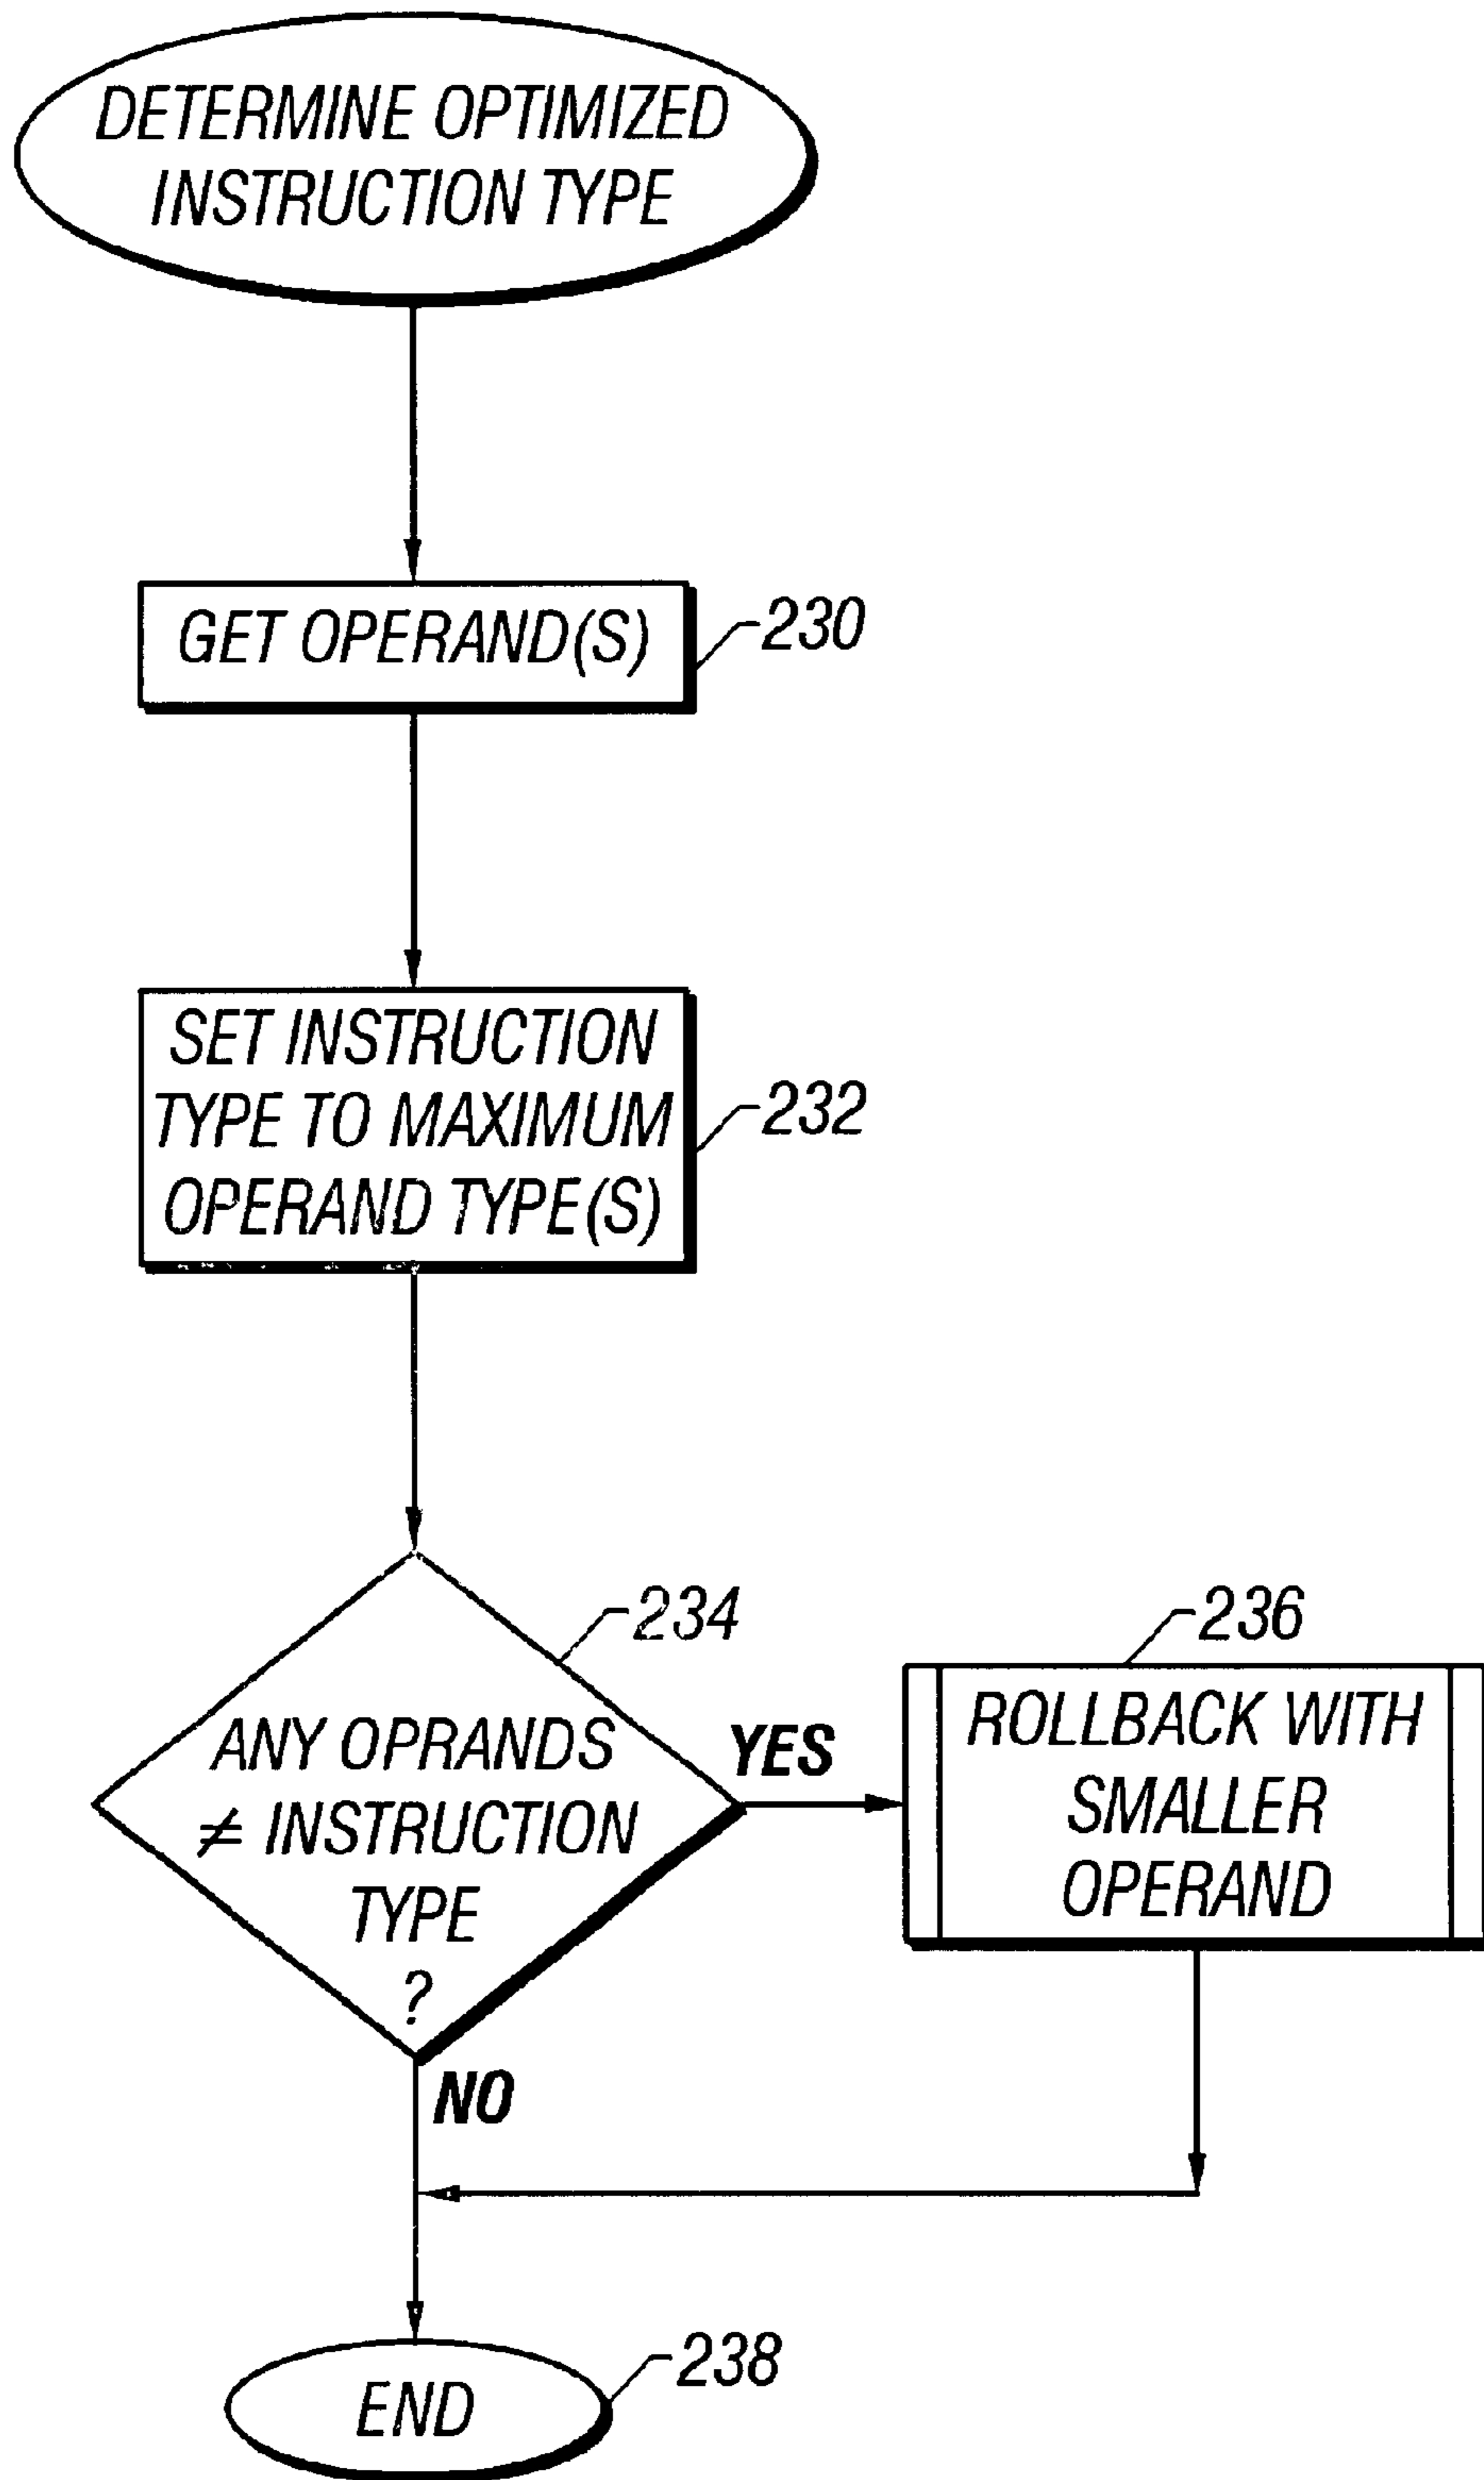 DETERMINE OPTIMIZED
INSTRUCTION TYPE
GET OPERAND(S)
230
SET INSTRUCTION
TYPE TO MAXIMUM
OPERAND TYPE(S)
232
234
ANY OPRANDS
≠ INSTRUCTION
TYPE
?
YES
236
ROLLBACK WITH
SMALLER
OPERAND
NO
END
238